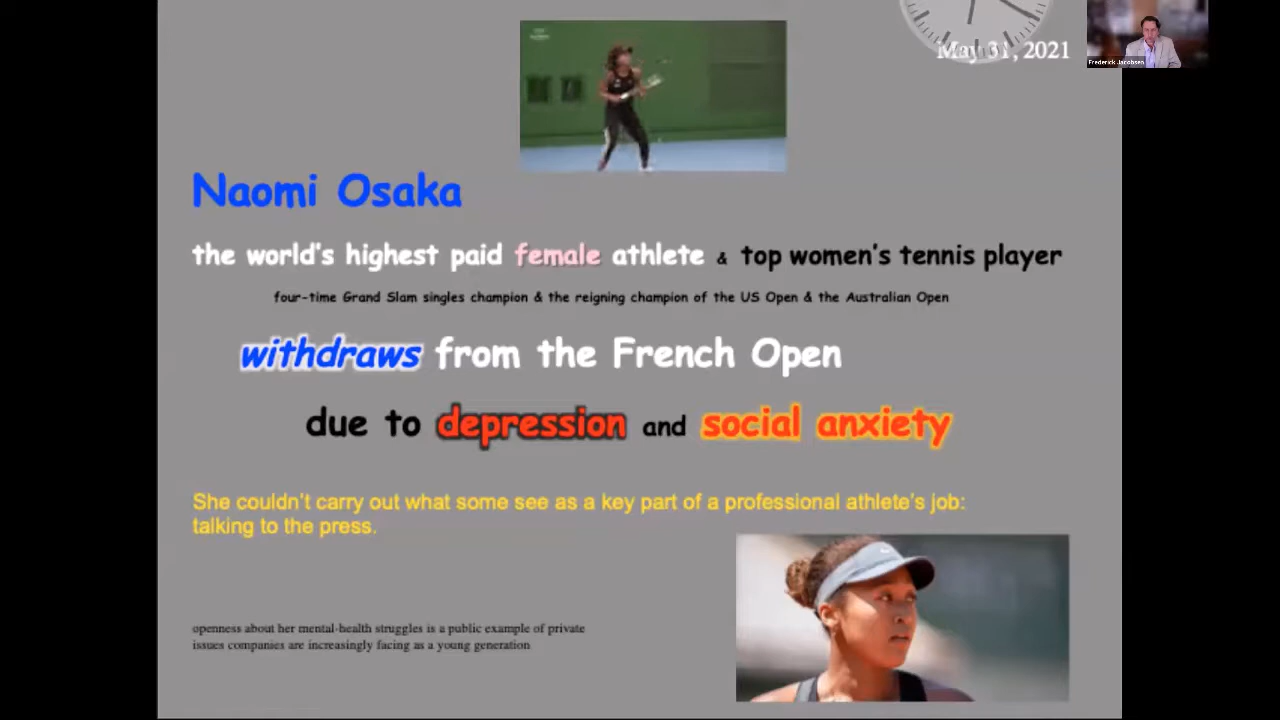 May 31, 2021
Frederick Jacobsen
Naomi Osaka
the world's highest paid female athlete & top women's tennis player
four-time Grand Slam singles champion & the reigning champion of the US Open & the Australian Open
withdraws from the French Open
due to depression and social anxiety
She couldn't carry out what some see as a key part of a professional athlete's job:
talking to the press.
openness about her mental-health struggles is a public example of private
issues companies are increasingly facing as a young generation